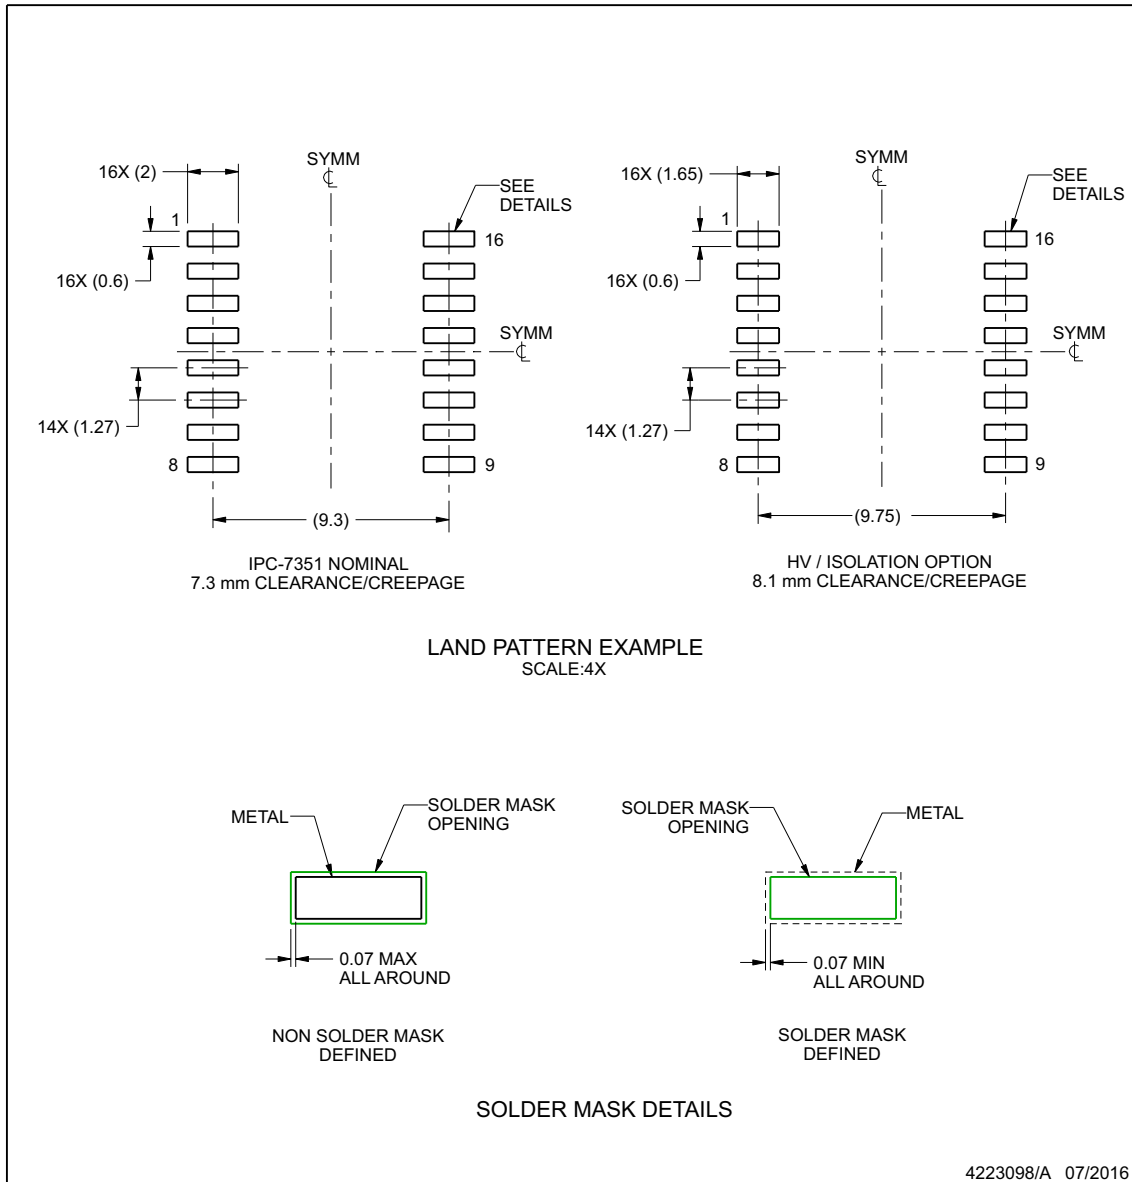 SYMM
℄
16X (2)
SEE
DETAILS
1
16
16X (0.6)
SYMM
℄
14X (1.27)
8
9
(9.3)
IPC-7351 NOMINAL
7.3 mm CLEARANCE/CREEPAGE
SYMM
℄
16X (1.65)
SEE
DETAILS
1
16
16X (0.6)
SYMM
℄
14X (1.27)
8
9
(9.75)
HV / ISOLATION OPTION
8.1 mm CLEARANCE/CREEPAGE
LAND PATTERN EXAMPLE
SCALE:4X
METAL
SOLDER MASK
OPENING
0.07 MAX
ALL AROUND
NON SOLDER MASK
DEFINED
SOLDER MASK
OPENING
METAL
0.07 MIN
ALL AROUND
SOLDER MASK
DEFINED
SOLDER MASK DETAILS
4223098/A 07/2016